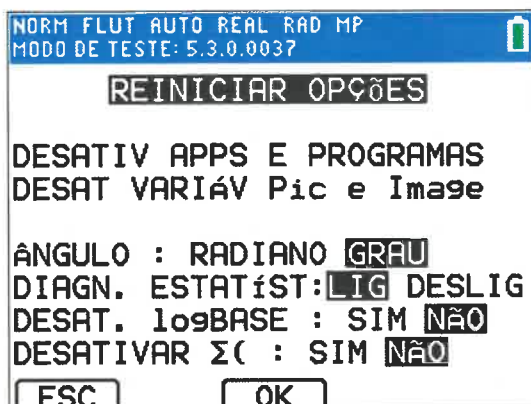 NORM FLUT AUTO REAL RAD MP
MODO DE TESTE: 5.3.0.0037
REINICIAR OPÇõES
DESATIV APPS E PROGRAMAS
DESAT VARIáV Pic e Image
âNGULO : RADIANO GRAU
DIAGN. ESTATíST:LIG DESLIG
DESAT. logBASE : SIM NãO
DESATIVAR Σ( : SIM NãO
ESC OK